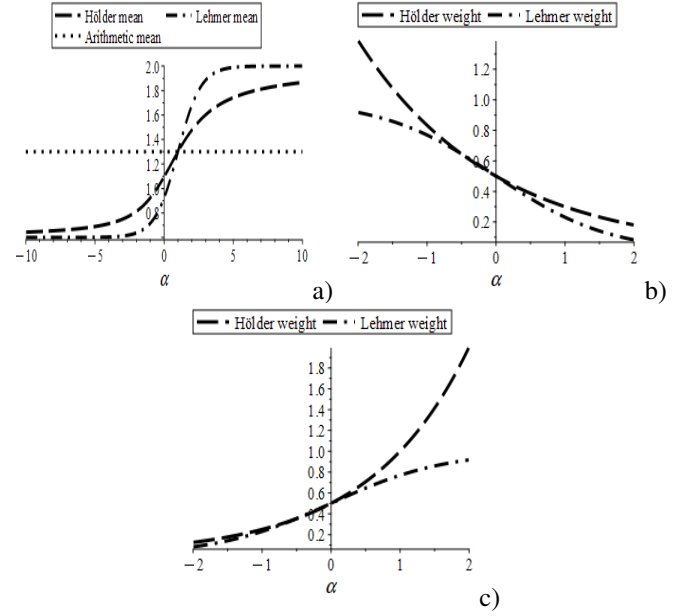 Hölder mean Lehmer mean
Arithmetic mean
2.0
1.8
1.6
1.4
1.2
1.0
0.8
−10 −5 0 5 10
α
a)
Hölder weight Lehmer weight
1.2
1.0
0.8
0.6
0.4
0.2
−2 −1 0 1 2
α
b)
Hölder weight Lehmer weight
1.8
1.6
1.4
1.2
1.0
0.8
0.6
0.4
0.2
−2 −1 0 1 2
α
c)